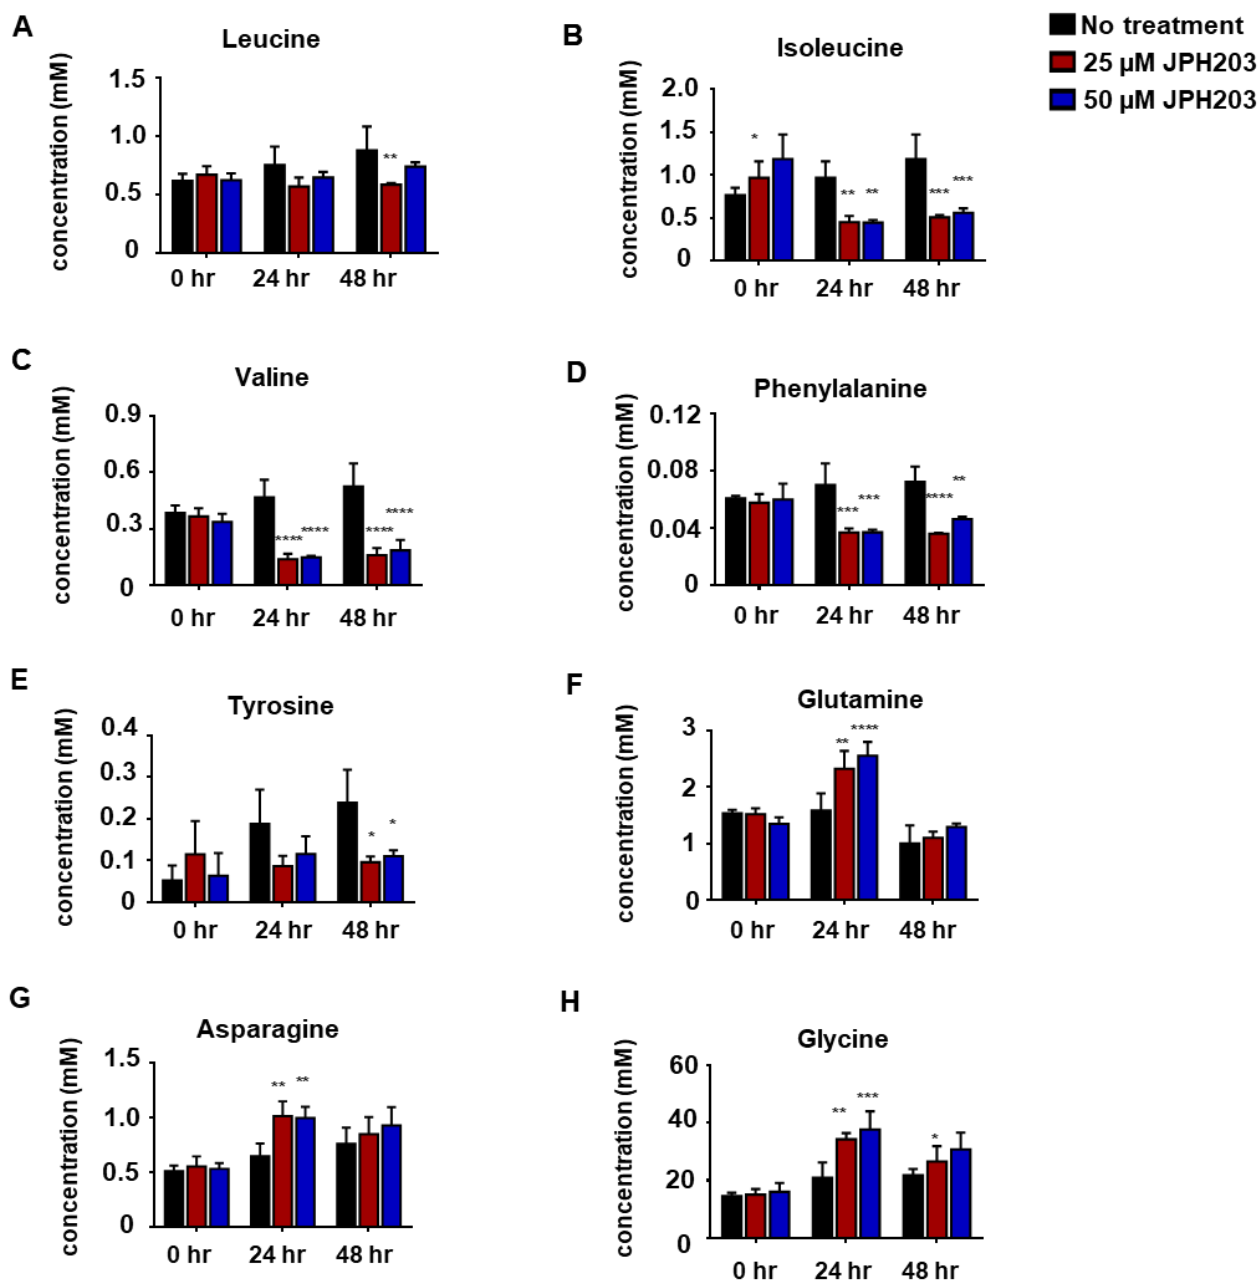 A
Leucine
concentration (mM)
1.5
1.0
0.5
0
**
0 hr 24 hr 48 hr
B
Isoleucine
concentration (mM)
2.0
1.5
1.0
0.5
0
*
** **
*** ***
0 hr 24 hr 48 hr
No treatment
25 µM JPH203
50 µM JPH203
C
Valine
concentration (mM)
0.9
0.6
0.3
0
**** ****
**** ****
0 hr 24 hr 48 hr
D
Phenylalanine
concentration (mM)
0.12
0.08
0.04
0
*** ***
**** **
0 hr 24 hr 48 hr
E
Tyrosine
concentration (mM)
0.4
0.3
0.2
0.1
0
* *
0 hr 24 hr 48 hr
F
Glutamine
concentration (mM)
3
2
1
0
** ****
0 hr 24 hr 48 hr
G
Asparagine
concentration (mM)
1.5
1.0
0.5
0
** **
0 hr 24 hr 48 hr
H
Glycine
concentration (mM)
60
40
20
0
** ***
*
0 hr 24 hr 48 hr